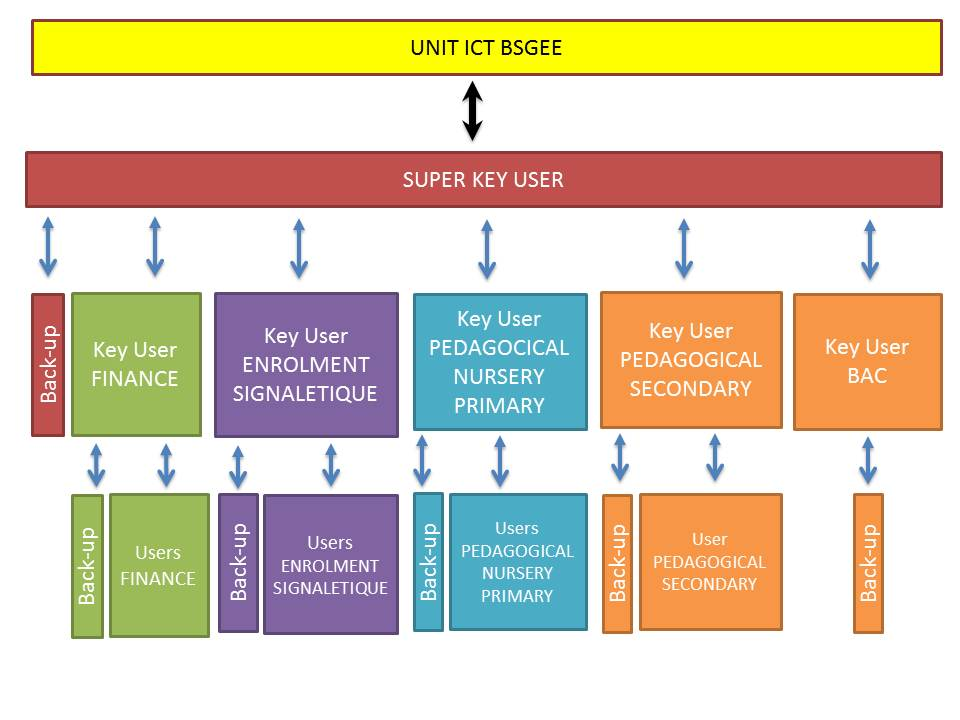 UNIT ICT BSGEE
SUPER KEY USER
Back-up
Key User
FINANCE
Key User
ENROLMENT
SIGNALETIQUE
Key User
PEDAGOCICAL
NURSERY
PRIMARY
Key User
PEDAGOGICAL
SECONDARY
Key User
BAC
Back-up
Users
FINANCE
Back-up
Users
ENROLMENT
SIGNALETIQUE
Back-up
Users
PEDAGOGICAL
NURSERY
PRIMARY
Back-up
User
PEDAGOGICAL
SECONDARY
Back-up